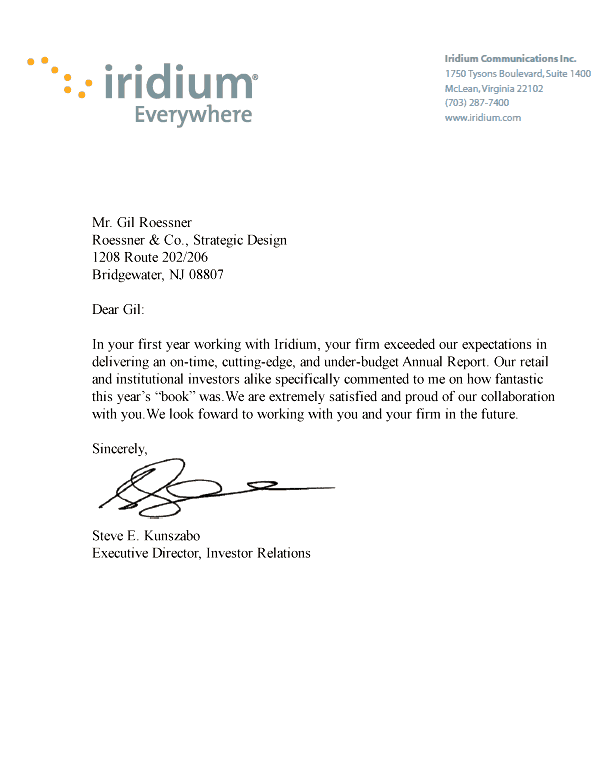 iridium®
Everywhere
Iridium Communications Inc.
1750 Tysons Boulevard, Suite 1400
McLean, Virginia 22102
(703) 287-7400
www.iridium.com
Mr. Gil Roessner
Roessner & Co., Strategic Design
1208 Route 202/206
Bridgewater, NJ 08807
Dear Gil:
In your first year working with Iridium, your firm exceeded our expectations in
delivering an on-time, cutting-edge, and under-budget Annual Report. Our retail
and institutional investors alike specifically commented to me on how fantastic
this year’s “book” was.We are extremely satisfied and proud of our collaboration
with you.We look foward to working with you and your firm in the future.
Sincerely,
Steve E. Kunszabo
Executive Director, Investor Relations